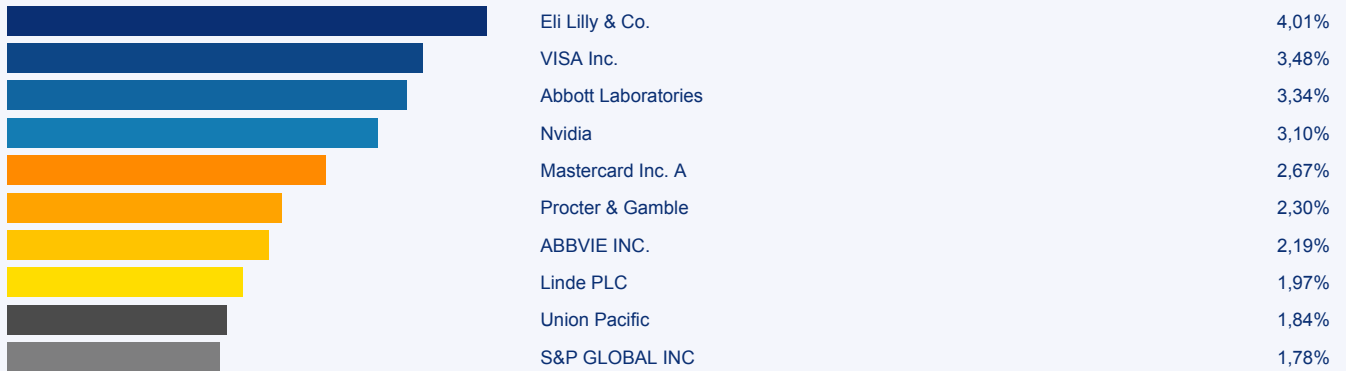 Eli Lilly & Co. 4,01%
VISA Inc. 3,48%
Abbott Laboratories 3,34%
Nvidia 3,10%
Mastercard Inc. A 2,67%
Procter & Gamble 2,30%
ABBVIE INC. 2,19%
Linde PLC 1,97%
Union Pacific 1,84%
S&P GLOBAL INC 1,78%